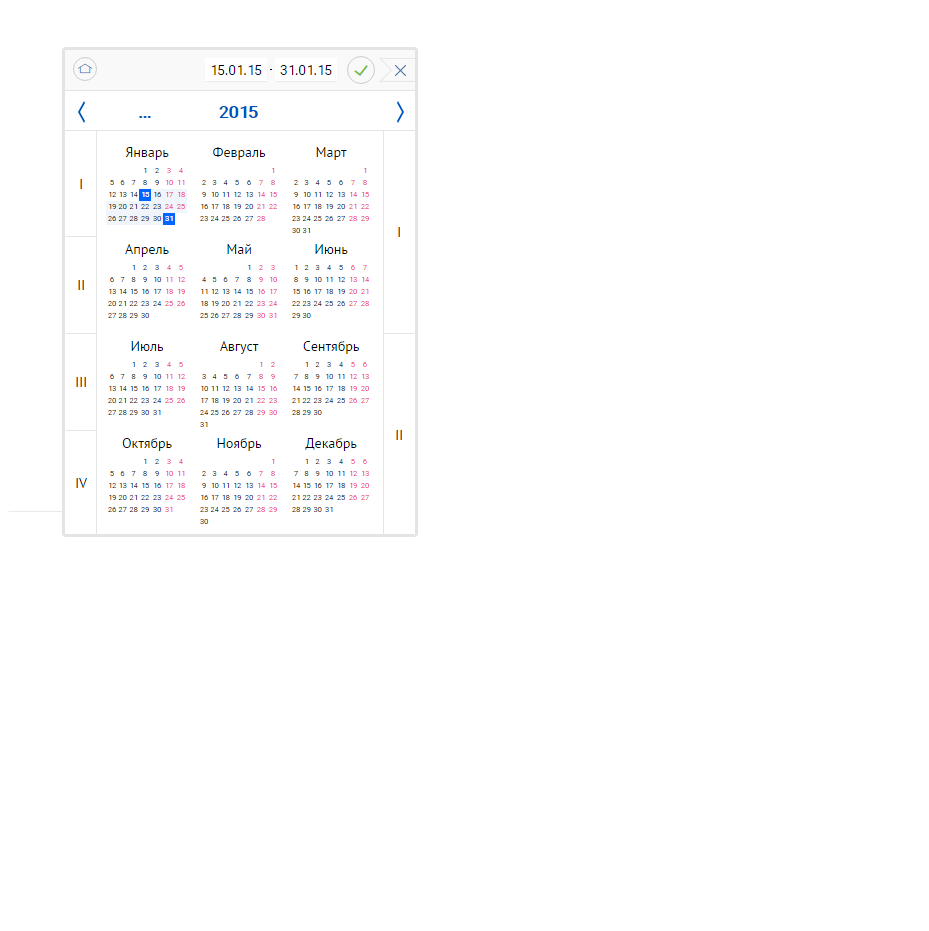 15.01.15 - 31.01.15
... 2015
Январь Февраль Март
1 2 3 4 1 1
5 6 7 8 9 10 11 2 3 4 5 6 7 8 2 3 4 5 6 7 8
I 12 13 14 15 16 17 18 9 10 11 12 13 14 15 9 10 11 12 13 14 15
19 20 21 22 23 24 25 16 17 18 19 20 21 22 16 17 18 19 20 21 22
26 27 28 29 30 31 23 24 25 26 27 28 23 24 25 26 27 28 29
30 31 I
Апрель Май Июнь
1 2 3 4 5 1 2 3 1 2 3 4 5 6 7
6 7 8 9 10 11 12 4 5 6 7 8 9 10 8 9 10 11 12 13 14
II 13 14 15 16 17 18 19 11 12 13 14 15 16 17 15 16 17 18 19 20 21
20 21 22 23 24 25 26 18 19 20 21 22 23 24 22 23 24 25 26 27 28
27 28 29 30 25 26 27 28 29 30 31 29 30
Июль Август Сентябрь
1 2 3 4 5 1 2 1 2 3 4 5 6
6 7 8 9 10 11 12 3 4 5 6 7 8 9 7 8 9 10 11 12 13
III 13 14 15 16 17 18 19 10 11 12 13 14 15 16 14 15 16 17 18 19 20
20 21 22 23 24 25 26 17 18 19 20 21 22 23 21 22 23 24 25 26 27
27 28 29 30 31 24 25 26 27 28 29 30 28 29 30
31 II
Октябрь Ноябрь Декабрь
1 2 3 4 1 1 2 3 4 5 6
5 6 7 8 9 10 11 2 3 4 5 6 7 8 7 8 9 10 11 12 13
IV 12 13 14 15 16 17 18 9 10 11 12 13 14 15 14 15 16 17 18 19 20
19 20 21 22 23 24 25 16 17 18 19 20 21 22 21 22 23 24 25 26 27
26 27 28 29 30 31 23 24 25 26 27 28 29 28 29 30 31
30